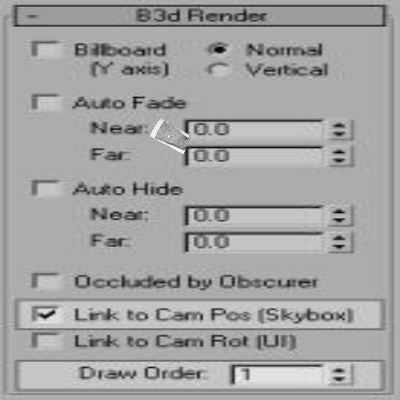 - B3d Render
Billboard Normal
(Y axis) Vertical
Auto Fade
Near: 0.0
Far: 0.0
Auto Hide
Near: 0.0
Far: 0.0
Occluded by Obscurer
Link to Cam Pos (Skybox)
Link to Cam Rot (UI)
Draw Order: 1